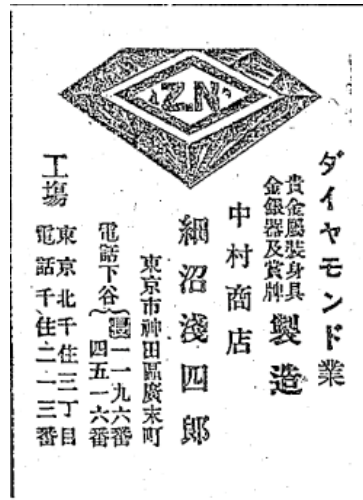 ZN
ダイヤモンド業
貴金屬裝身具
金銀器及賞牌
製造
中村商店
細沼淺四郎
東京市神田區廣末町
電話下谷
長一一九六番
四五一六番
工場
東京北千住三丁目
電話千住二一三番